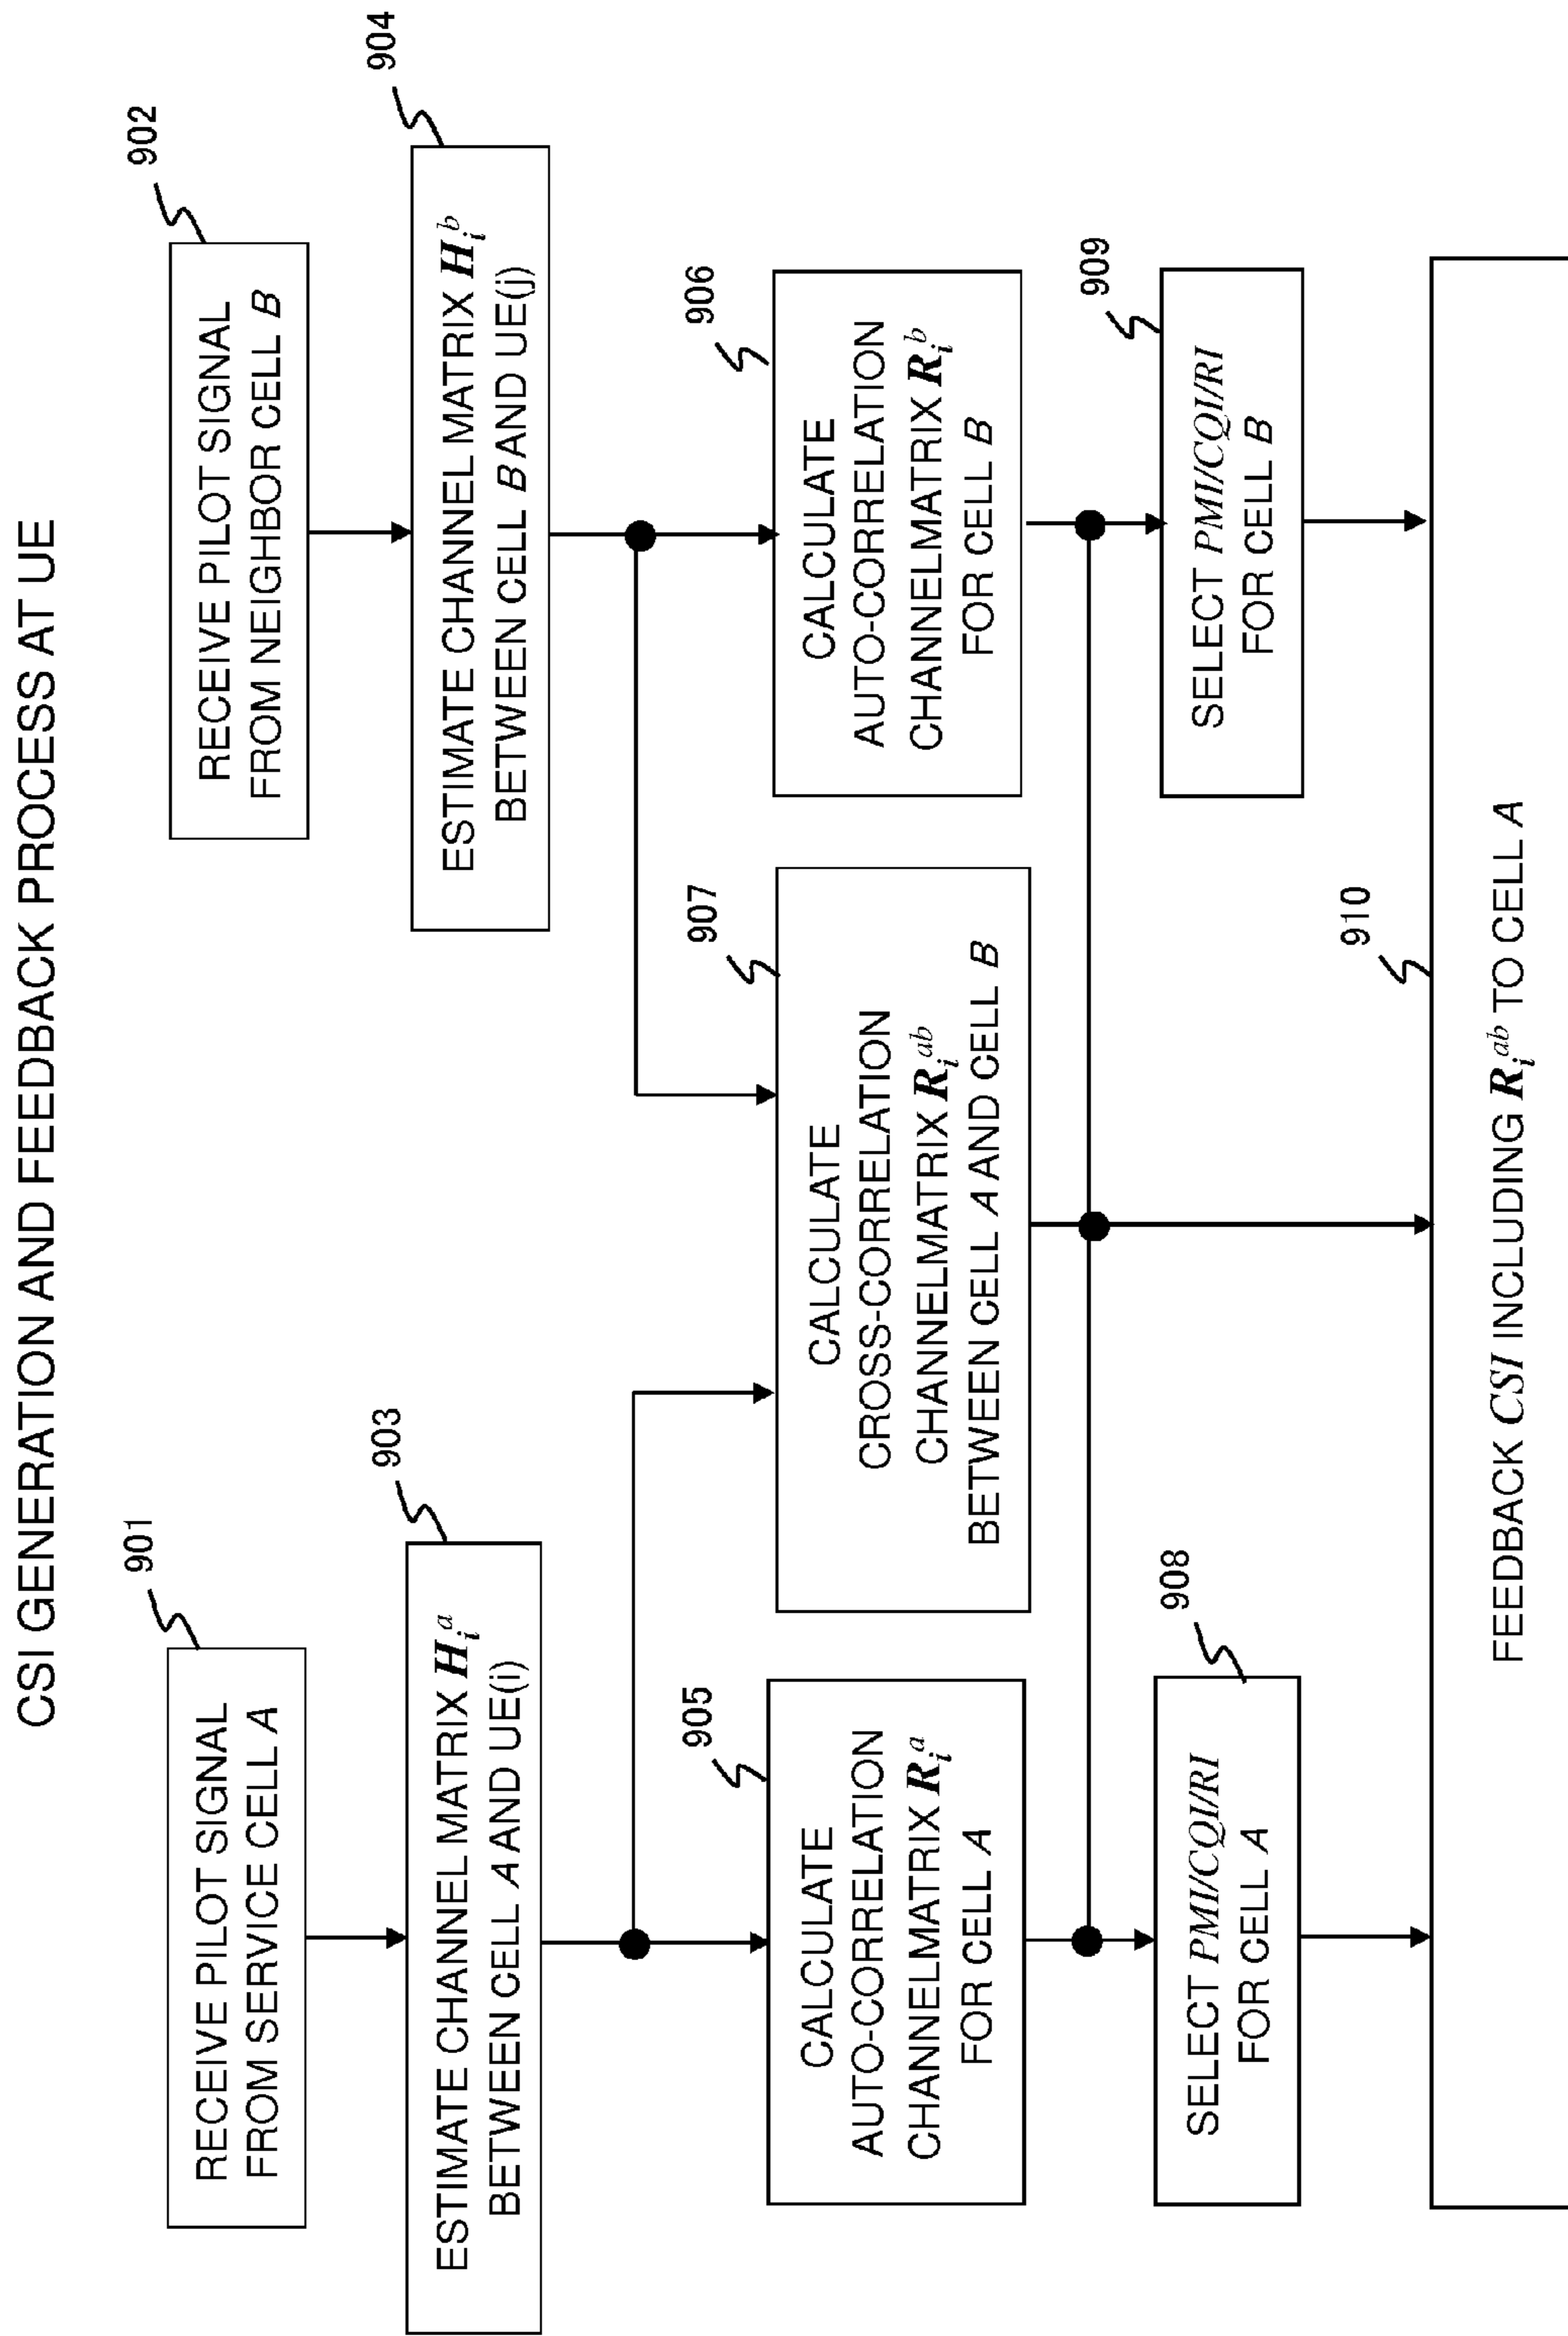 CSI GENERATION AND FEEDBACK PROCESS AT UE
901
RECEIVE PILOT SIGNAL
FROM SERVICE CELL A
902
RECEIVE PILOT SIGNAL
FROM NEIGHBOR CELL B
903
ESTIMATE CHANNEL MATRIX H_i^a
BETWEEN CELL A AND UE(i)
904
ESTIMATE CHANNEL MATRIX H_i^b
BETWEEN CELL B AND UE(j)
905
CALCULATE
AUTO-CORRELATION
CHANNELMATRIX R_i^a
FOR CELL A
907
CALCULATE
CROSS-CORRELATION
CHANNELMATRIX R_i^ab
BETWEEN CELL A AND CELL B
906
CALCULATE
AUTO-CORRELATION
CHANNELMATRIX R_i^b
FOR CELL B
908
SELECT PMI/CQI/RI
FOR CELL A
909
SELECT PMI/CQI/RI
FOR CELL B
910
FEEDBACK CSI INCLUDING R_i^ab TO CELL A